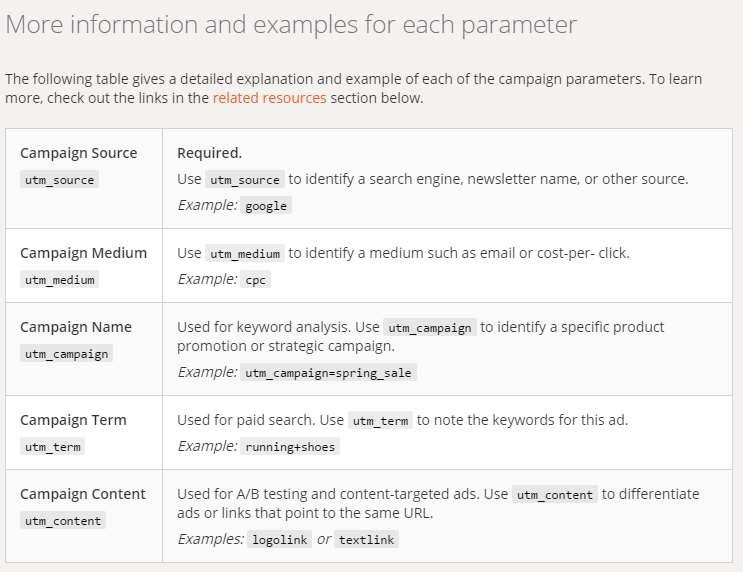 More information and examples for each parameter
The following table gives a detailed explanation and example of each of the campaign parameters. To learn
more, check out the links in the related resources section below.
Campaign Source
utm_source
Required.
Use utm_source to identify a search engine, newsletter name, or other source.
Example: google
Campaign Medium
utm_medium
Use utm_medium to identify a medium such as email or cost-per- click.
Example: cpc
Campaign Name
utm_campaign
Used for keyword analysis. Use utm_campaign to identify a specific product
promotion or strategic campaign.
Example: utm_campaign=spring_sale
Campaign Term
utm_term
Used for paid search. Use utm_term to note the keywords for this ad.
Example: running+shoes
Campaign Content
utm_content
Used for A/B testing and content-targeted ads. Use utm_content to differentiate
ads or links that point to the same URL.
Examples: logolink or textlink